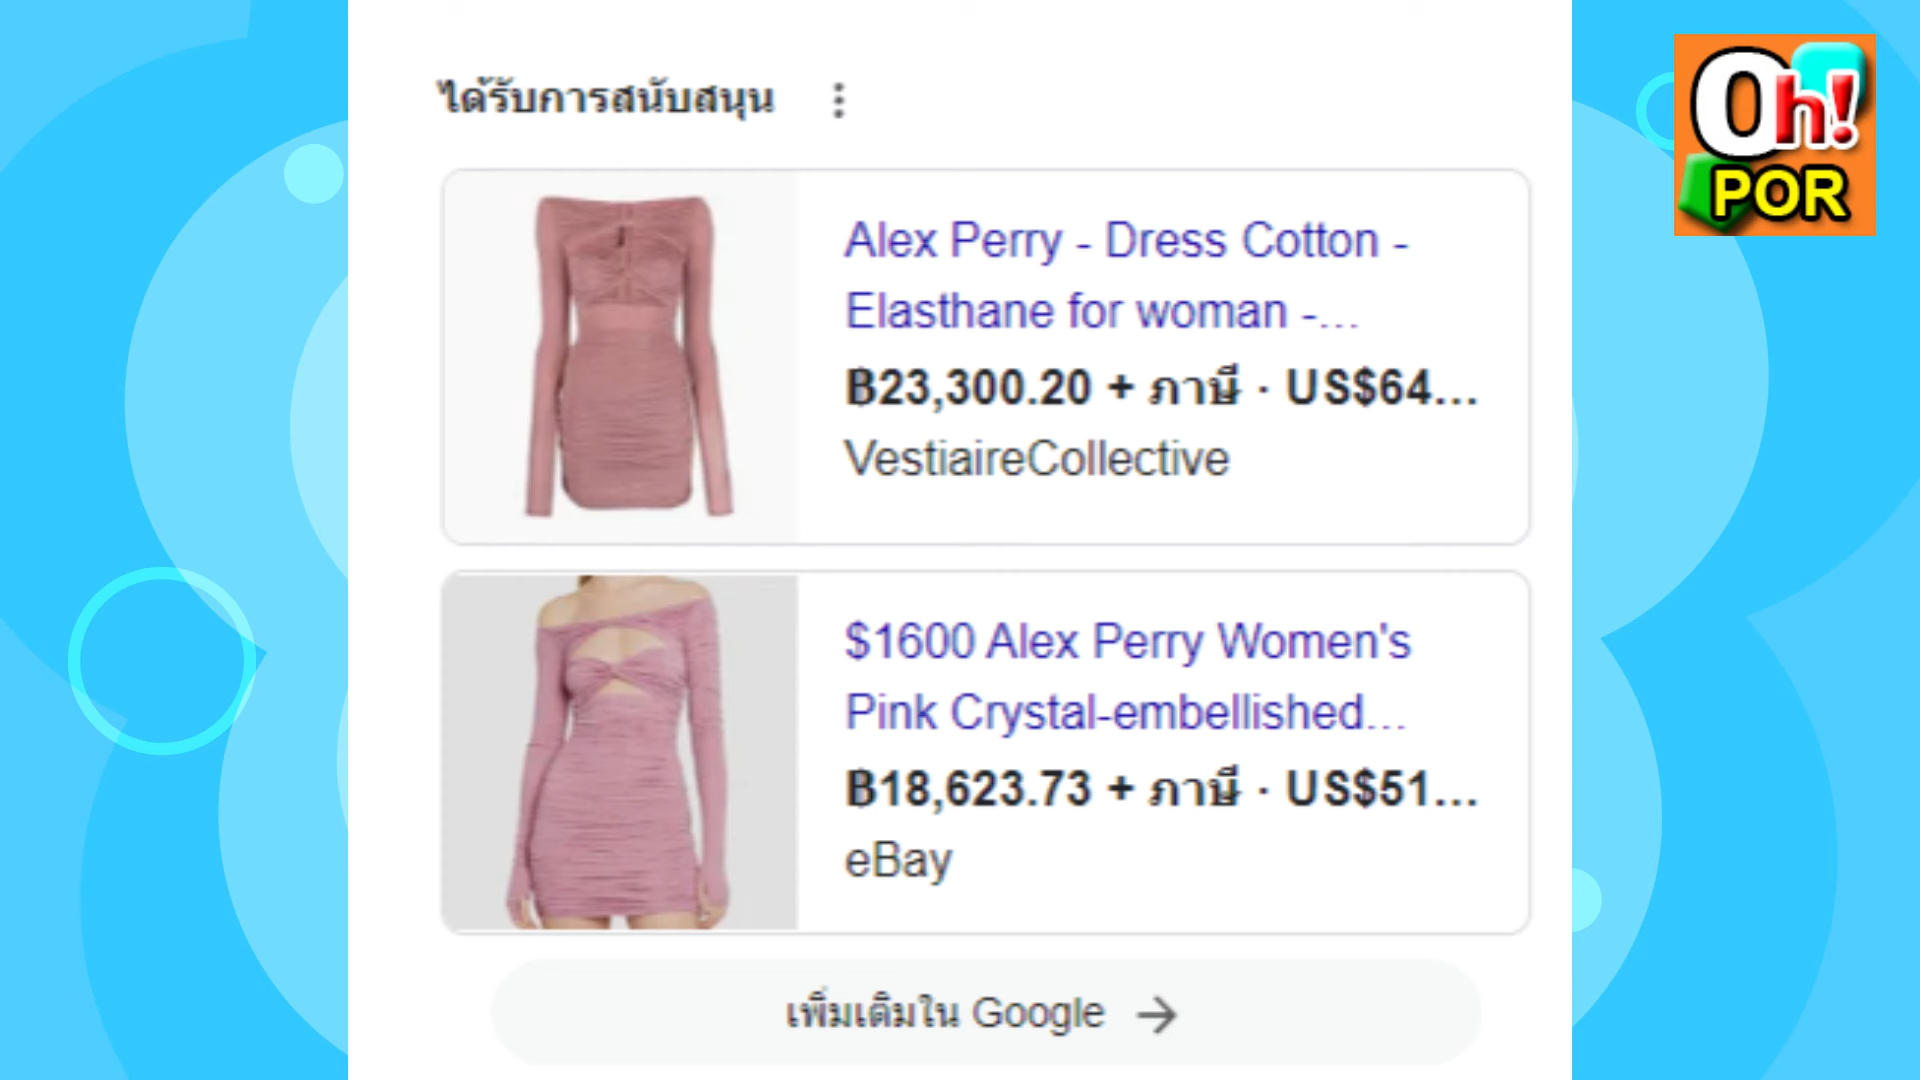 ได้รับการสนับสนุน
Oh!
POR
Alex Perry - Dress Cotton -
Elasthane for woman -...
฿23,300.20 + ภาษี · US$64...
VestiaireCollective
$1600 Alex Perry Women's
Pink Crystal-embellished...
฿18,623.73 + ภาษี · US$51...
eBay
เพิ่มเติมใน Google →